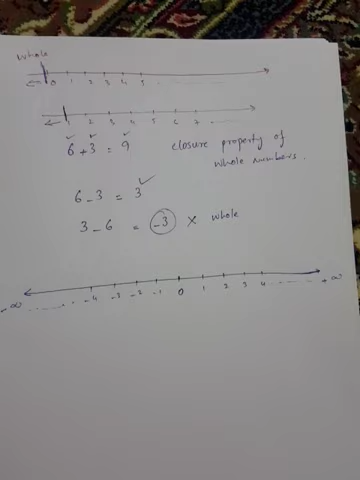 whole
0 1 2 3 4 5 ......
1 2 3 4 5 6 7 ......
6 + 3 = 9 closure property of
whole numbers.
6 - 3 = 3
3 - 6 = -3 × whole
-∞ ...... -4 -3 -2 -1 0 1 2 3 4 ...... +∞